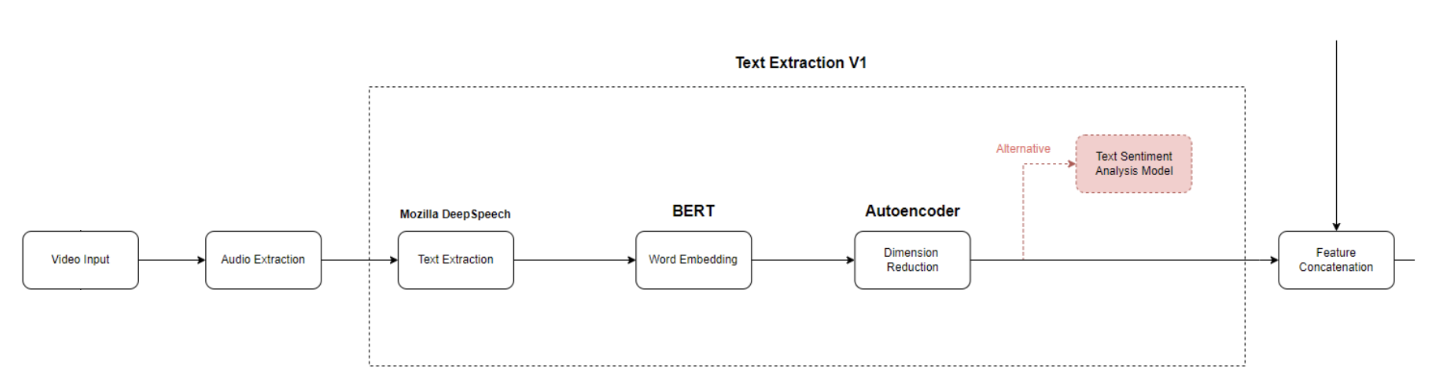 Text Extraction V1
Alternative
Text Sentiment
Analysis Model
Mozilla DeepSpeech
BERT
Autoencoder
Video Input
Audio Extraction
Text Extraction
Word Embedding
Dimension
Reduction
Feature
Concatenation